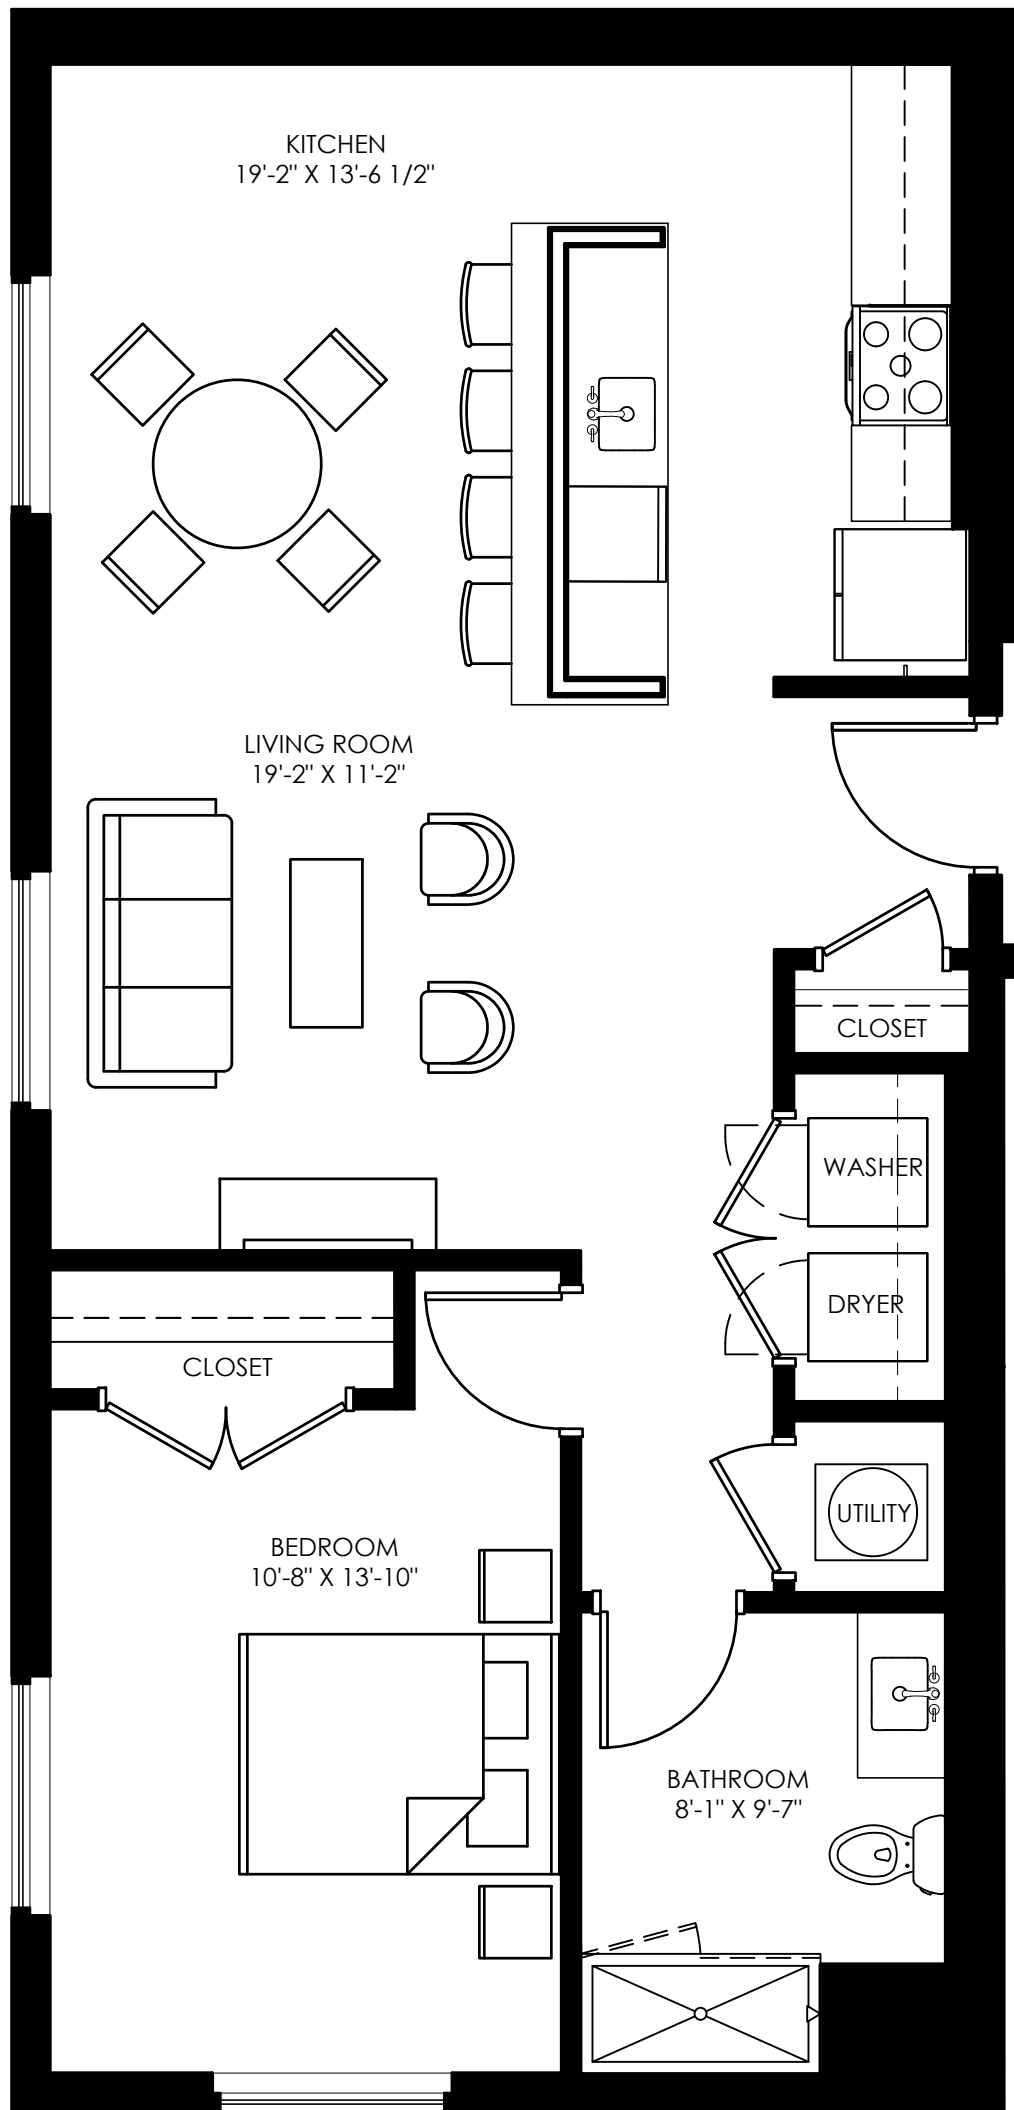 KITCHEN
19'-2" X 13'-6 1/2"
LIVING ROOM
19'-2" X 11'-2"
CLOSET
WASHER
DRYER
CLOSET
UTILITY
BEDROOM
10'-8" X 13'-10"
BATHROOM
8'-1" X 9'-7"